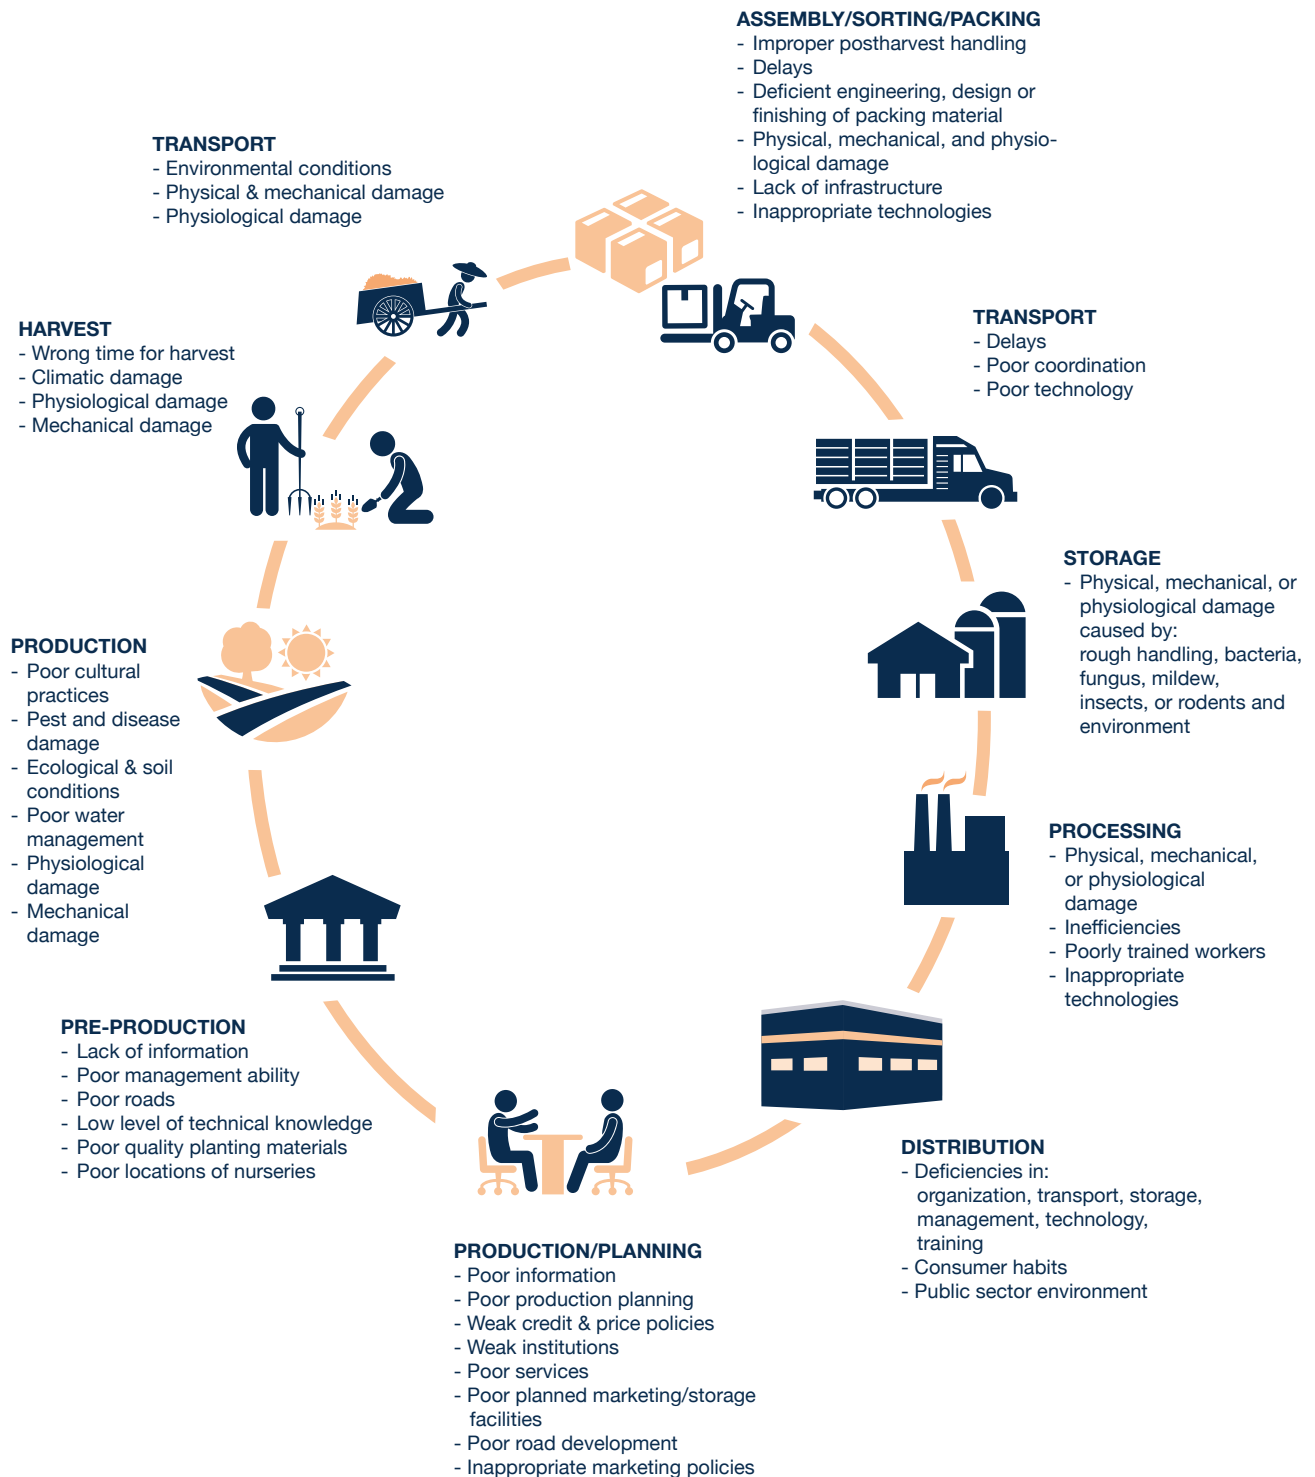 ASSEMBLY/SORTING/PACKING
- Improper postharvest handling
- Delays
- Deficient engineering, design or
finishing of packing material
- Physical, mechanical, and physio-
logical damage
- Lack of infrastructure
- Inappropriate technologies
TRANSPORT
- Environmental conditions
- Physical & mechanical damage
- Physiological damage
HARVEST
- Wrong time for harvest
- Climatic damage
- Physiological damage
- Mechanical damage
TRANSPORT
- Delays
- Poor coordination
- Poor technology
STORAGE
- Physical, mechanical, or
physiological damage
caused by:
rough handling, bacteria,
fungus, mildew,
insects, or rodents and
environment
PRODUCTION
- Poor cultural
practices
- Pest and disease
damage
- Ecological & soil
conditions
- Poor water
management
- Physiological
damage
- Mechanical
damage
PROCESSING
- Physical, mechanical,
or physiological
damage
- Inefficiencies
- Poorly trained workers
- Inappropriate
technologies
PRE-PRODUCTION
- Lack of information
- Poor management ability
- Poor roads
- Low level of technical knowledge
- Poor quality planting materials
- Poor locations of nurseries
DISTRIBUTION
- Deficiencies in:
organization, transport, storage,
management, technology,
training
- Consumer habits
- Public sector environment
PRODUCTION/PLANNING
- Poor information
- Poor production planning
- Weak credit & price policies
- Weak institutions
- Poor services
- Poor planned marketing/storage
facilities
- Poor road development
- Inappropriate marketing policies